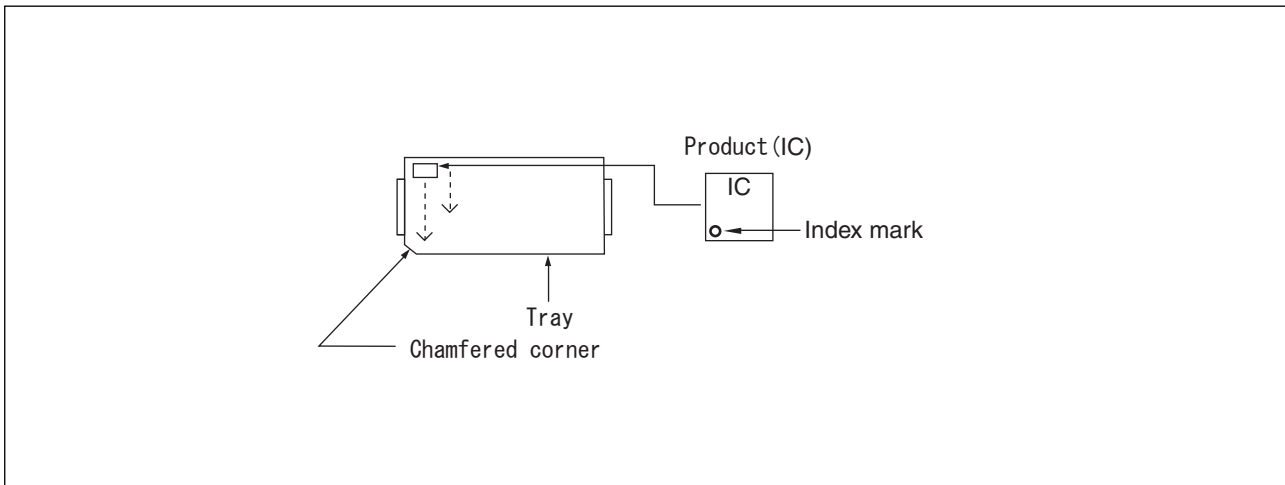 Product(IC)
IC
Index mark
Tray
Chamfered corner